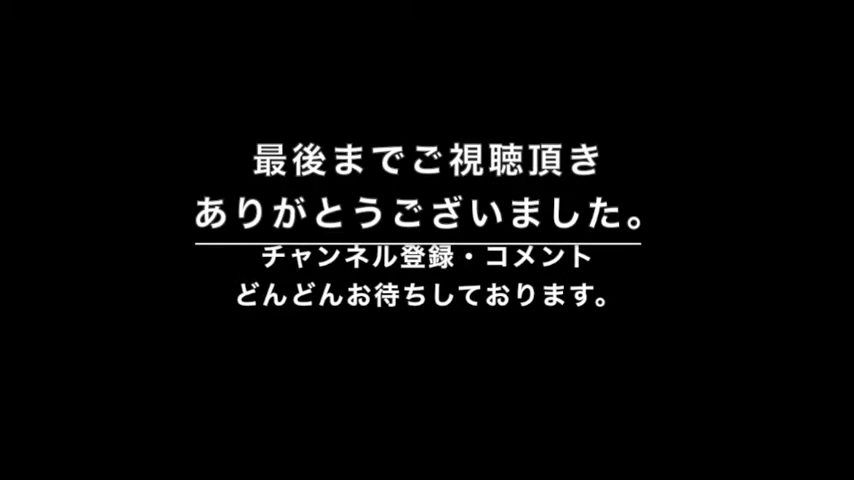 最後までご視聴頂き
ありがとうございました。
チャンネル登録・コメント
どんどんお待ちしております。